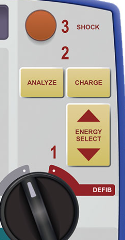 3 SHOCK
2
ANALYZE CHARGE
ENERGY
SELECT
1
DEFIB